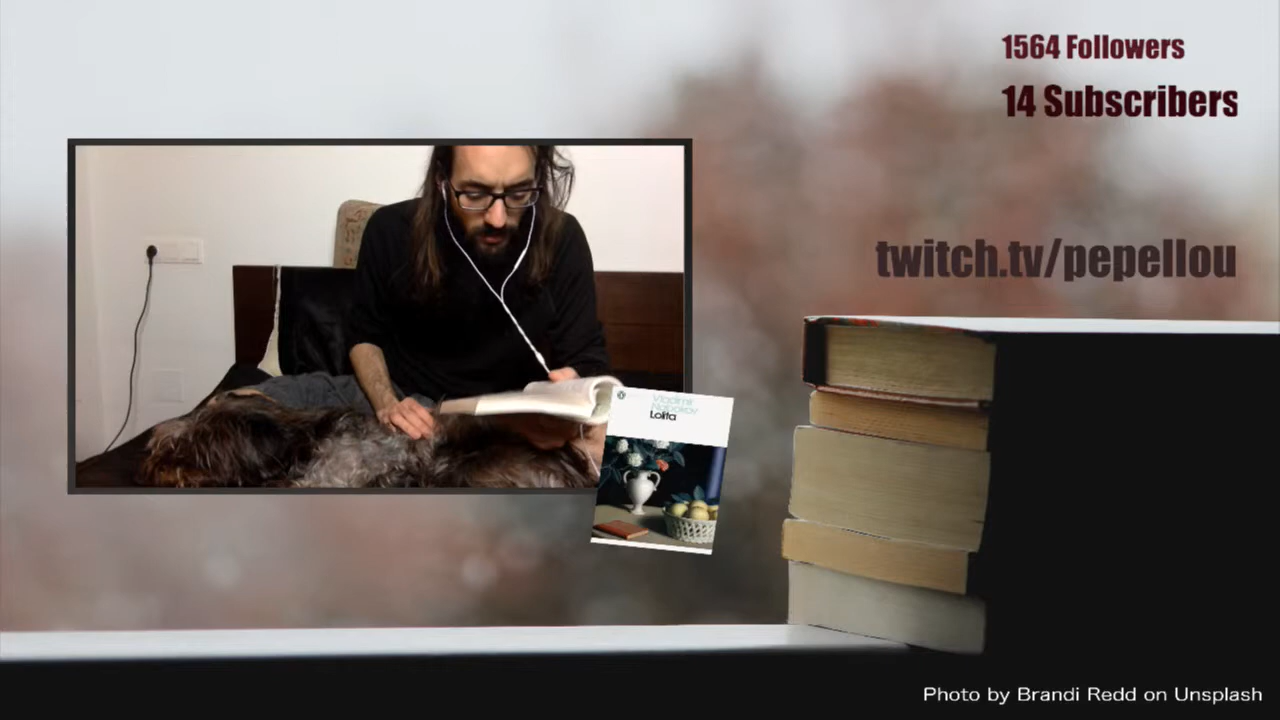 1564 Followers
14 Subscribers
twitch.tv/pepellou
Vladimir
Nabokov
Lolita
Photo by Brandi Redd on Unsplash